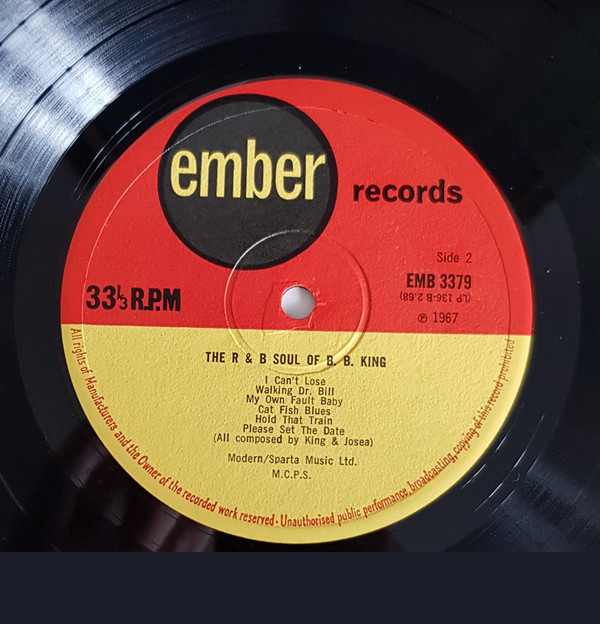 ember
records
Side 2
EMB 3379
(LP 136-B 2.68)
℗ 1967
33⅓ R.P.M
THE R & B SOUL OF B. B. KING
I Can't Lose
Walking Dr. Bill
My Own Fault Baby
Cat Fish Blues
Hold That Train
Please Set The Date
(All composed by King & Josea)
Modern/Sparta Music Ltd.
M.C.P.S.
All rights of Manufacturers and the Owner of the recorded work reserved · Unauthorised public performance, broadcasting, copying of this record prohibited